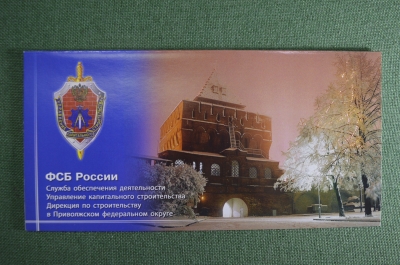 ФСБ России
Служба обеспечения деятельности
Управление капитального строительства
Дирекция по строительству
в Приволжском федеральном округе